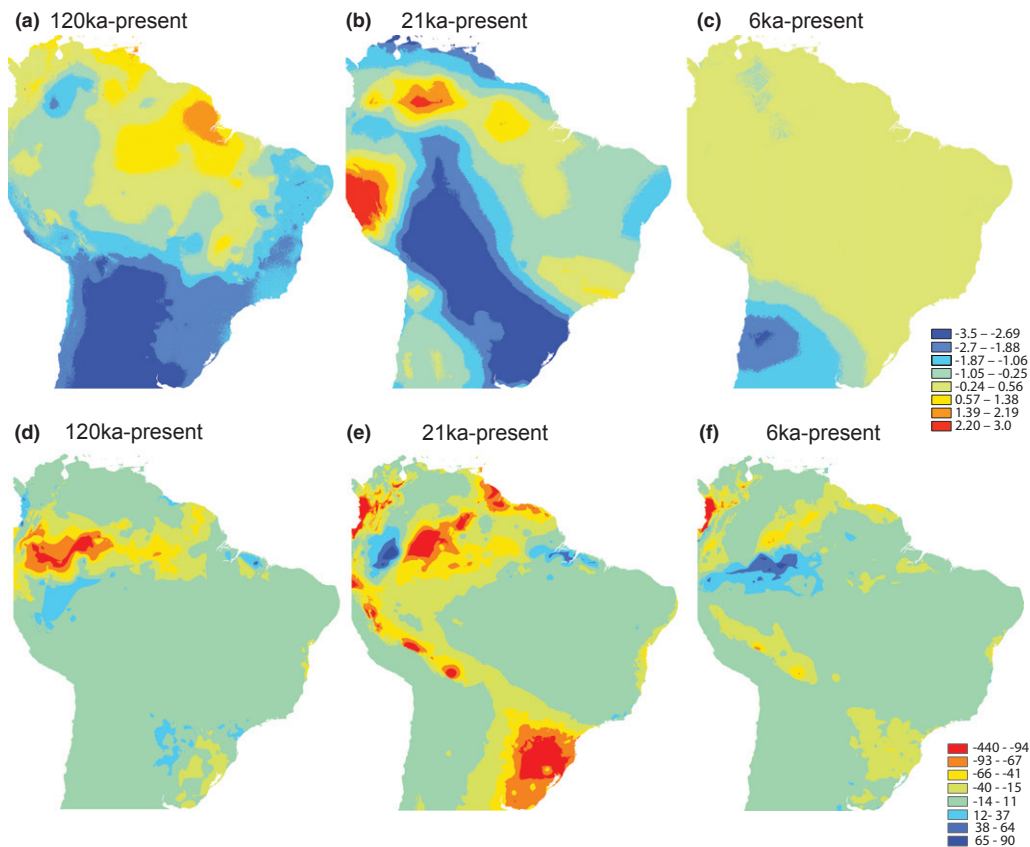 (a) 120ka-present
(b) 21ka-present
(c) 6ka-present
-3.5 – -2.69
-2.7 – -1.88
-1.87 – -1.06
-1.05 – -0.25
-0.24 – 0.56
0.57 – 1.38
1.39 – 2.19
2.20 – 3.0
(d) 120ka-present
(e) 21ka-present
(f) 6ka-present
-440 - -94
-93 - -67
-66 - -41
-40 - -15
-14 - 11
12- 37
38 - 64
65 - 90